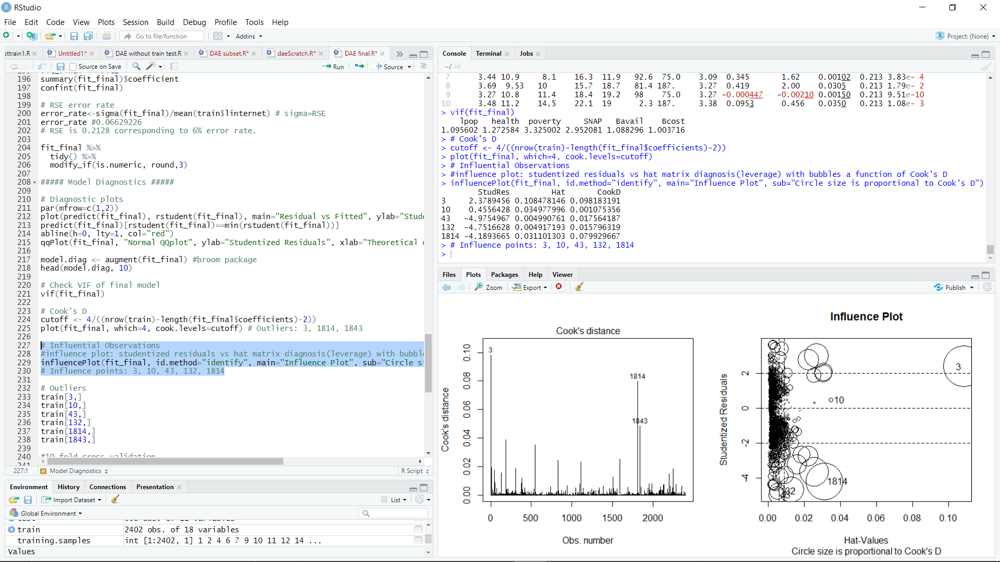 RStudio
File Edit Code View Plots Session Build Debug Profile Tools Help
Go to file/function Addins Project: (None)
sttrain1.R Untitled1* DAE without train test.R DAE subset.R* daeScratch.R* DAE final.R*
Source on Save Run Source
196 summary(fit_final)$coefficient
197 confint(fit_final)
198
199 # RSE error rate
200 error_rate<-sigma(fit_final)/mean(train$linternet) # sigma=RSE
201 error_rate #0.06629226
202 # RSE is 0.2128 corresponding to 6% error rate.
203
204 fit_final %>%
205 tidy() %>%
206 modify_if(is.numeric, round,3)
207
208 ##### Model Diagnostics #####
209
210 # Diagnostic plots
211 par(mfrow=c(1,2))
212 plot(predict(fit_final), rstudent(fit_final), main="Residual vs Fitted", ylab="Stude
213 predict(fit_final)[rstudent(fit_final)==min(rstudent(fit_final))]
214 abline(h=0, lty=1, col="red")
215 qqPlot(fit_final, "Normal QQplot", ylab="Studentized Residuals", xlab="Theoretical
216
217 model.diag <- augment(fit_final) #broom package
218 head(model.diag, 10)
219
220 # Check VIF of final model
221 vif(fit_final)
222
223 # Cook's D
224 cutoff <- 4/((nrow(train)-length(fit_final$coefficients)-2))
225 plot(fit_final, which=4, cook.levels=cutoff) # Outliers: 3, 1814, 1843
226
227 # Influential Observations
228 #influence plot: studentized residuals vs hat matrix diagnosis(leverage) with bubbl
229 influencePlot(fit_final, id.method="identify", main="Influence Plot", sub="Circle s
230 # Influence points: 3, 10, 43, 132, 1814
231
232 # Outliers
233 train[3,]
234 train[10,]
235 train[43,]
236 train[132,]
237 train[1814,]
238 train[1843,]
239
240 #10 fold cross validation
241
227:1 Model Diagnostics R Script
Environment History Connections Presentation
Import Dataset List
Global Environment
train 2402 obs. of 18 variables
training.samples int [1:2402, 1] 1 2 4 6 7 9 10 11 12 14 ...
Values
Console Terminal Jobs
~/
7 3.44 10.9 8.1 16.3 11.9 92.6 75.0 3.09 0.345 1.62 0.00102 0.213 3.83e- 4
8 3.69 9.53 10 15.7 18.7 81.4 187. 3.27 0.419 2.00 0.0305 0.213 1.79e- 2
9 3.27 10.8 11.4 18.4 19.2 98 75.0 3.27 -0.000447 -0.00210 0.00150 0.213 9.51e-10
10 3.48 11.2 14.5 22.1 19 2.3 187. 3.38 0.0953 0.456 0.0350 0.213 1.08e- 3
> vif(fit_final)
lpop health poverty SNAP Bavail Bcost
1.095602 1.272584 3.325002 2.952081 1.088296 1.003716
> # Cook's D
> cutoff <- 4/((nrow(train)-length(fit_final$coefficients)-2))
> plot(fit_final, which=4, cook.levels=cutoff)
> # Influential Observations
> #influence plot: studentized residuals vs hat matrix diagnosis(leverage) with bubbles a function of Cook's D
> influencePlot(fit_final, id.method="identify", main="Influence Plot", sub="Circle size is proportional to Cook's D")
StudRes Hat CookD
3 2.3789456 0.108478146 0.098183191
10 0.4556428 0.034977996 0.001075356
43 -4.9754967 0.004990761 0.017564187
132 -4.7516628 0.004917193 0.015796319
1814 -4.1893665 0.031101303 0.079929667
> # Influence points: 3, 10, 43, 132, 1814
>
Files Plots Packages Help Viewer
Zoom Export Publish
Cook's distance
Cook's distance
0.10
0.08
0.06
0.04
0.02
0.00
3
1814
1843
0 500 1000 1500 2000
Obs. number
Influence Plot
Studentized Residuals
2
0
-2
-4
3
10
1814
132
43
0.00 0.02 0.04 0.06 0.08 0.10
Hat-Values
Circle size is proportional to Cook's D